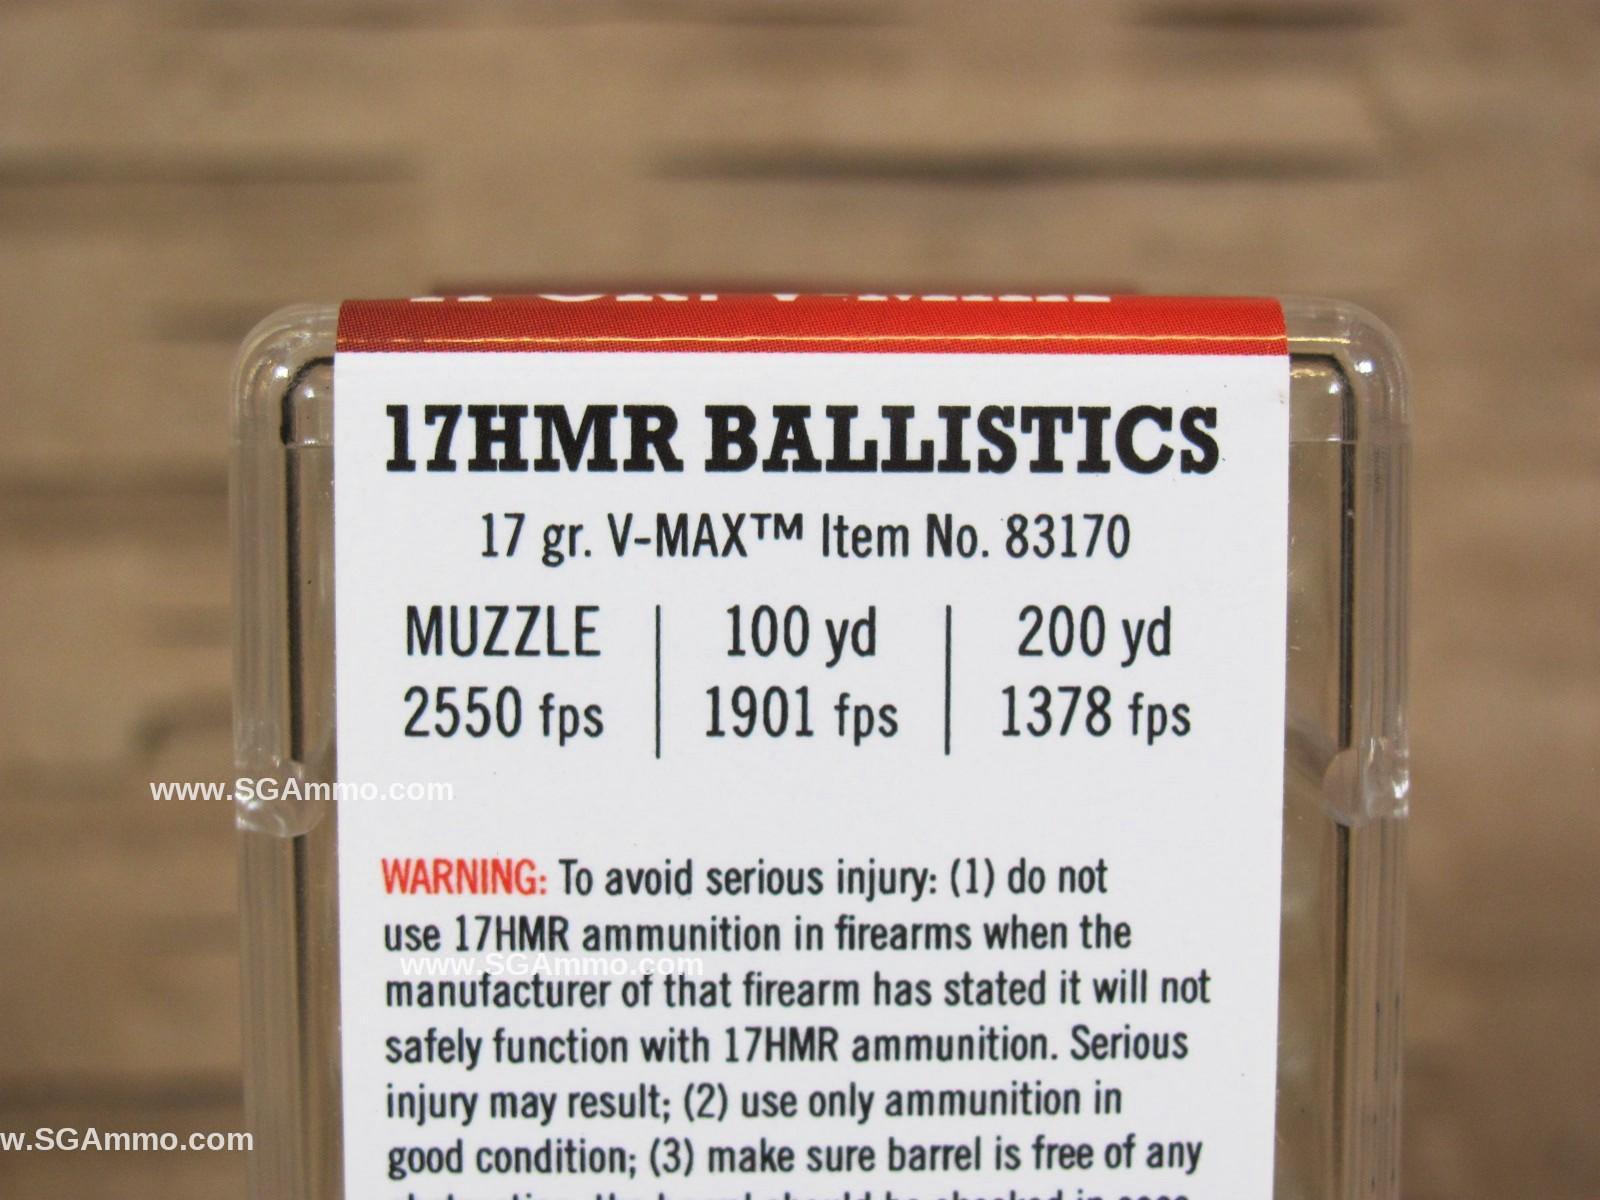 17 GR. V-MAX
17HMR BALLISTICS
17 gr. V-MAX™ Item No. 83170
MUZZLE 100 yd 200 yd
2550 fps 1901 fps 1378 fps
www.SGAmmo.com
WARNING: To avoid serious injury: (1) do not
use 17HMR ammunition in firearms when the
www.SGAmmo.com
manufacturer of that firearm has stated it will not
safely function with 17HMR ammunition. Serious
injury may result; (2) use only ammunition in
w.SGAmmo.com
good condition; (3) make sure barrel is free of any